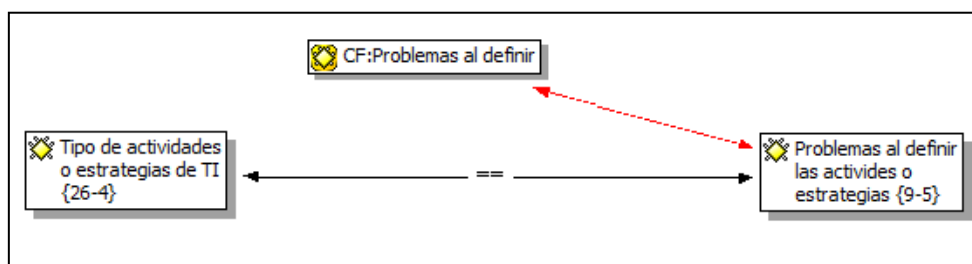 CF:Problemas al definir
Tipo de actividades
o estrategias de TI
{26-4}
==
Problemas al definir
las activides o
estrategias {9-5}